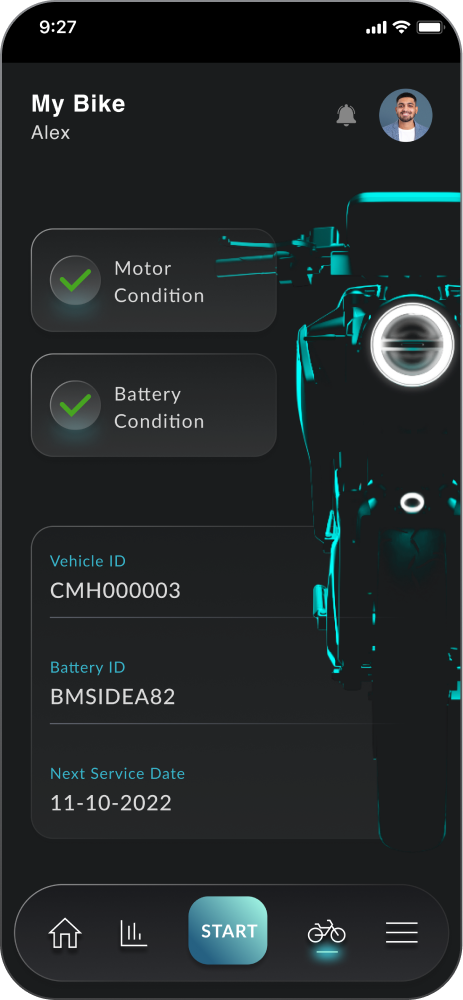 9:27
My Bike
Alex
Motor
Condition
Battery
Condition
Vehicle ID
CMH000003
Battery ID
BMSIDEA82
Next Service Date
11-10-2022
START